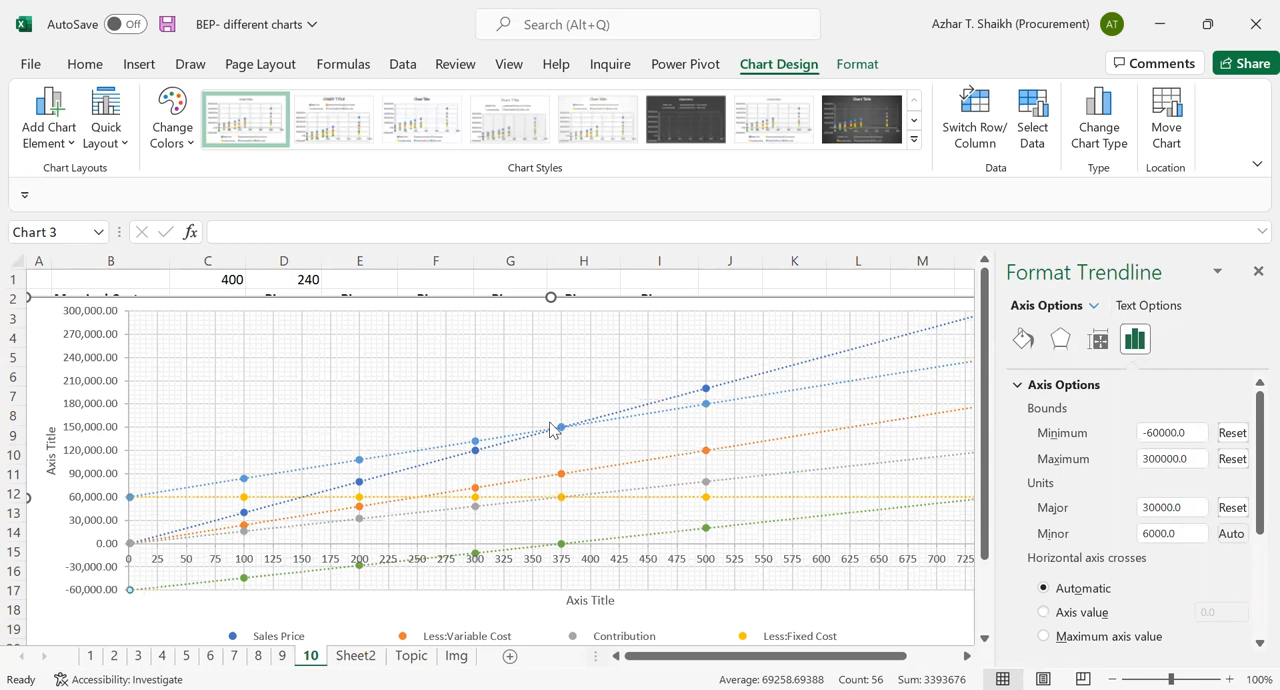 AutoSave Off BEP- different charts Search (Alt+Q) Azhar T. Shaikh (Procurement) AT
File Home Insert Draw Page Layout Formulas Data Review View Help Inquire Power Pivot Chart Design Format Comments Share
Add Chart Element Quick Layout Change Colors Switch Row/ Column Select Data Change Chart Type Move Chart
Chart Layouts Chart Styles Data Type Location
Chart 3 fx
A B C D E F G H I J K L M
1 400 240
2
3
4
5
6
7
8
9
10
11
12
13
14
15
16
17
18
19
300,000.00
270,000.00
240,000.00
210,000.00
180,000.00
150,000.00
120,000.00
90,000.00
60,000.00
30,000.00
0.00
-30,000.00
-60,000.00
Axis Title
0 25 50 75 100 125 150 175 200 225 250 275 300 325 350 375 400 425 450 475 500 525 550 575 600 625 650 675 700 725
Axis Title
Sales Price Less:Variable Cost Contribution Less:Fixed Cost
Format Trendline
Axis Options Text Options
Axis Options
Bounds
Minimum -60000.0 Reset
Maximum 300000.0 Reset
Units
Major 30000.0 Reset
Minor 6000.0 Auto
Horizontal axis crosses
Automatic
Axis value 0.0
Maximum axis value
1 2 3 4 5 6 7 8 9 10 Sheet2 Topic Img
Ready Accessibility: Investigate Average: 69258.69388 Count: 56 Sum: 3393676 100%